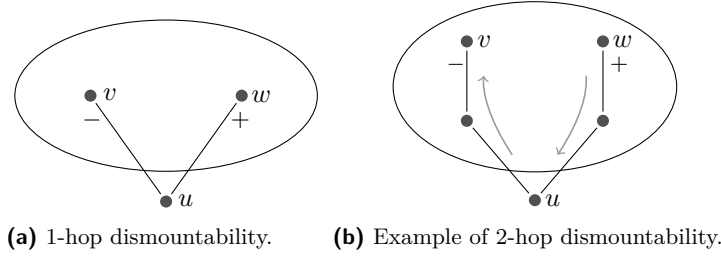 v w
− +
u
v w
− +
u
(a) 1-hop dismountability. (b) Example of 2-hop dismountability.